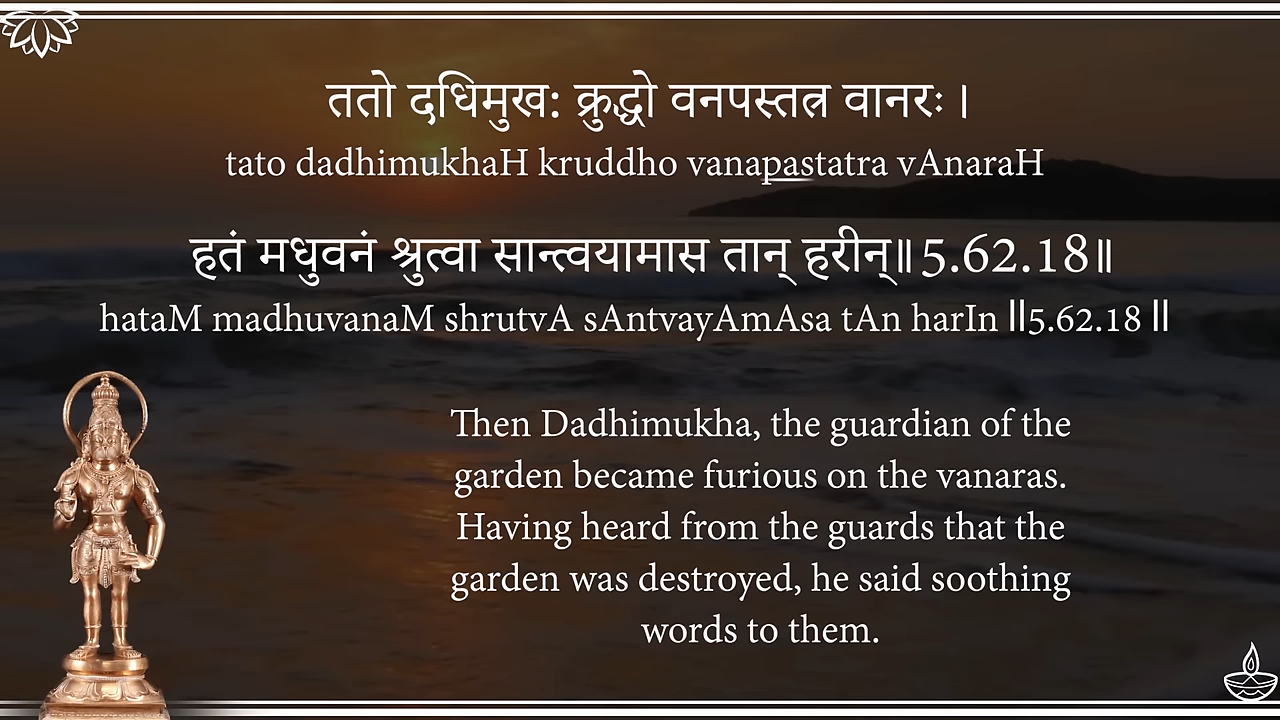 ततो दधिमुख: क्रुद्धो वनपस्तत्र वानरः ।
tato dadhimukhaH kruddho vanapastatra vAnaraH
हतं मधुवनं श्रुत्वा सान्त्वयामास तान् हरीन्॥5.62.18॥
hataM madhuvanaM shrutvA sAntvayAmAsa tAn harIn ||5.62.18 ||
Then Dadhimukha, the guardian of the
garden became furious on the vanaras.
Having heard from the guards that the
garden was destroyed, he said soothing
words to them.